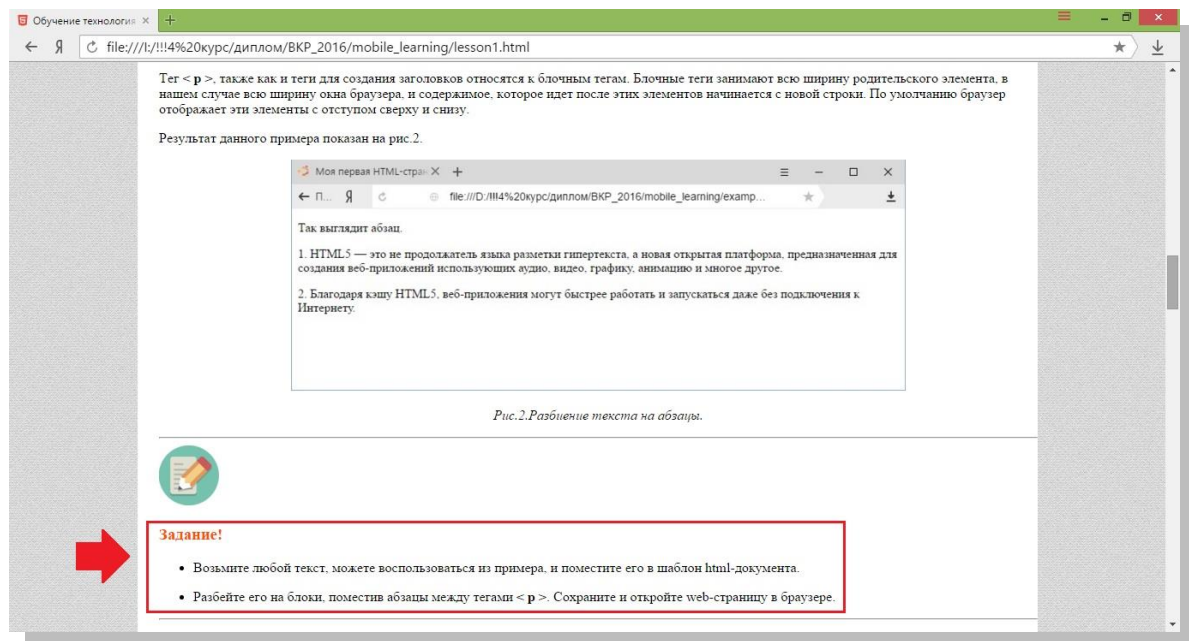 Обучение технология
file:///I:/!!!4%20курс/диплом/ВКР_2016/mobile_learning/lesson1.html
Тег < p >, также как и теги для создания заголовков относятся к блочным тегам. Блочные теги занимают всю ширину родительского элемента, в
нашем случае всю ширину окна браузера, и содержимое, которое идет после этих элементов начинается с новой строки. По умолчанию браузер
отображает эти элементы с отступом сверху и снизу.
Результат данного примера показан на рис.2.
Моя первая HTML-стран
П... Я file:///D:/!!!4%20курс/диплом/ВКР_2016/mobile_learning/examp...
Так выглядит абзац.
1. HTML5 — это не продолжатель языка разметки гипертекста, а новая открытая платформа, предназначенная для
создания веб-приложений использующих аудио, видео, графику, анимацию и многое другое.
2. Благодаря кэшу HTML5, веб-приложения могут быстрее работать и запускаться даже без подключения к
Интернету.
Рис.2.Разбиение текста на абзацы.
Задание!
• Возьмите любой текст, можете воспользоваться из примера, и поместите его в шаблон html-документа.
• Разбейте его на блоки, поместив абзацы между тегами < p >. Сохраните и откройте web-страницу в браузере.